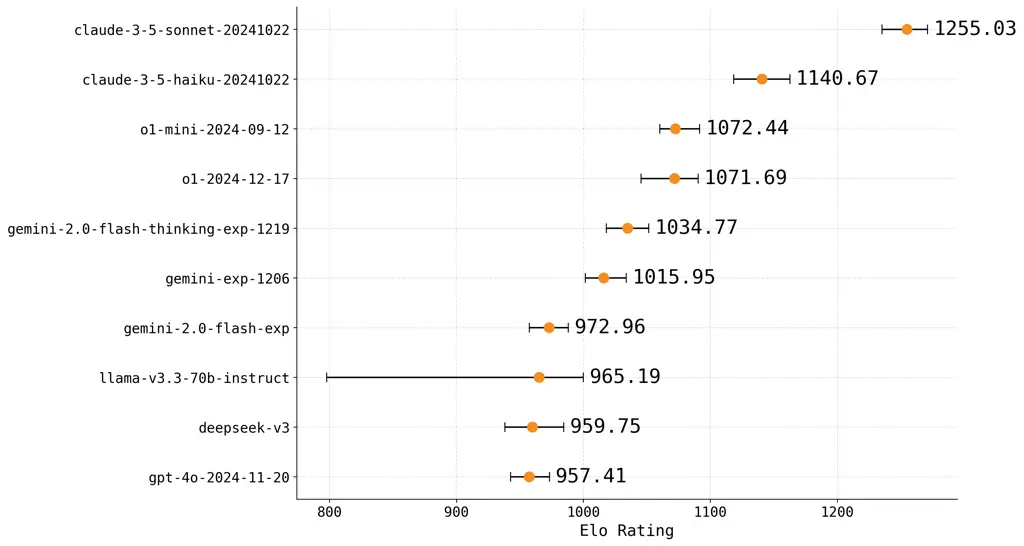 claude-3-5-sonnet-20241022 1255.03
claude-3-5-haiku-20241022 1140.67
o1-mini-2024-09-12 1072.44
o1-2024-12-17 1071.69
gemini-2.0-flash-thinking-exp-1219 1034.77
gemini-exp-1206 1015.95
gemini-2.0-flash-exp 972.96
llama-v3.3-70b-instruct 965.19
deepseek-v3 959.75
gpt-4o-2024-11-20 957.41
800 900 1000 1100 1200
Elo Rating